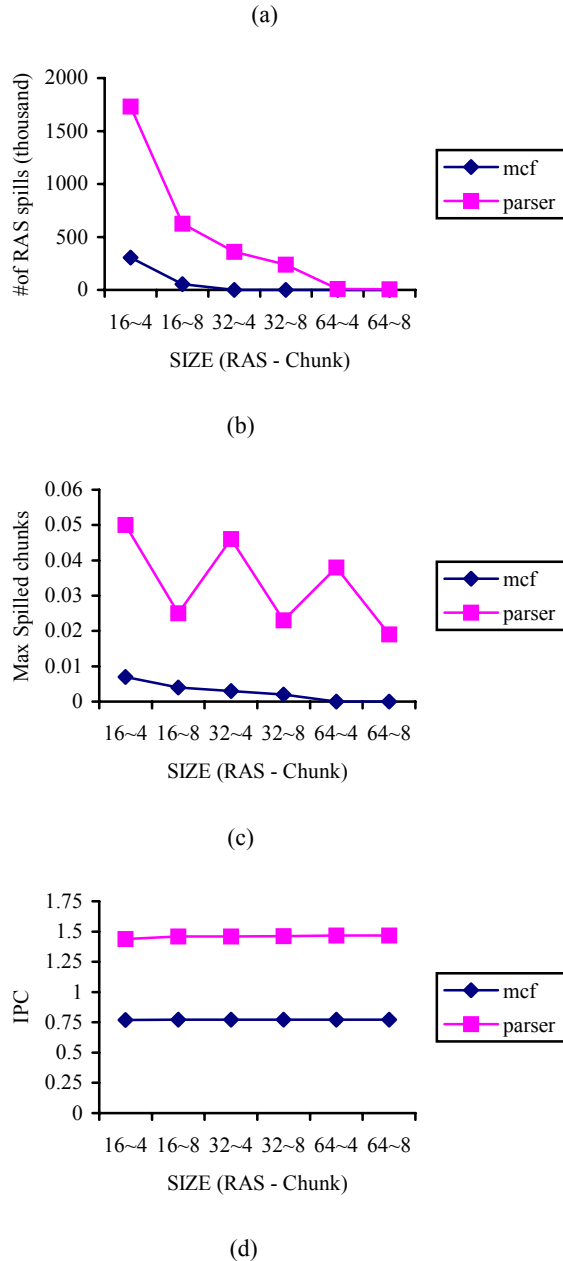 (a)
2000
1500
1000
500
0
#of RAS spills (thousand)
16~4 16~8 32~4 32~8 64~4 64~8
SIZE (RAS - Chunk)
mcf
parser
(b)
0.06
0.05
0.04
0.03
0.02
0.01
0
Max Spilled chunks
16~4 16~8 32~4 32~8 64~4 64~8
SIZE (RAS - Chunk)
mcf
parser
(c)
1.75
1.5
1.25
1
0.75
0.5
0.25
0
IPC
16~4 16~8 32~4 32~8 64~4 64~8
SIZE (RAS - Chunk)
mcf
parser
(d)